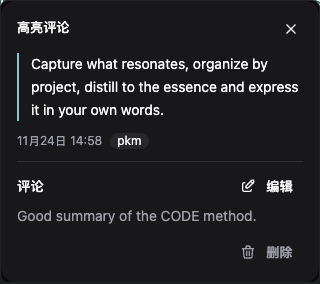 高亮评论
Capture what resonates, organize by
project, distill to the essence and express
it in your own words.
11月24日 14:58 pkm
评论 编辑
Good summary of the CODE method.
删除